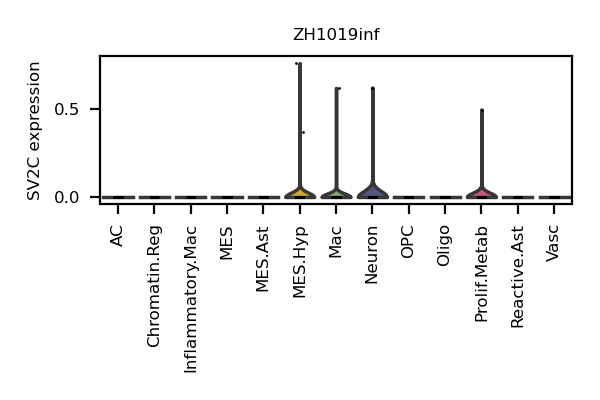 ZH1019inf
SV2C expression
0.5
0.0
AC
Chromatin.Reg
Inflammatory.Mac
MES
MES.Ast
MES.Hyp
Mac
Neuron
OPC
Oligo
Prolif.Metab
Reactive.Ast
Vasc